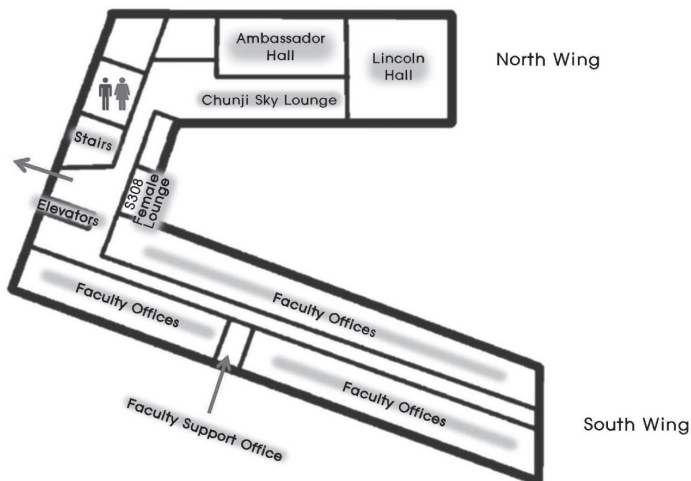 Ambassador
Hall
Lincoln
Hall
North Wing
Chunji Sky Lounge
Stairs
S308
Female
Lounge
Elevators
Faculty Offices
Faculty Offices
Faculty Offices
Faculty Support Office
South Wing